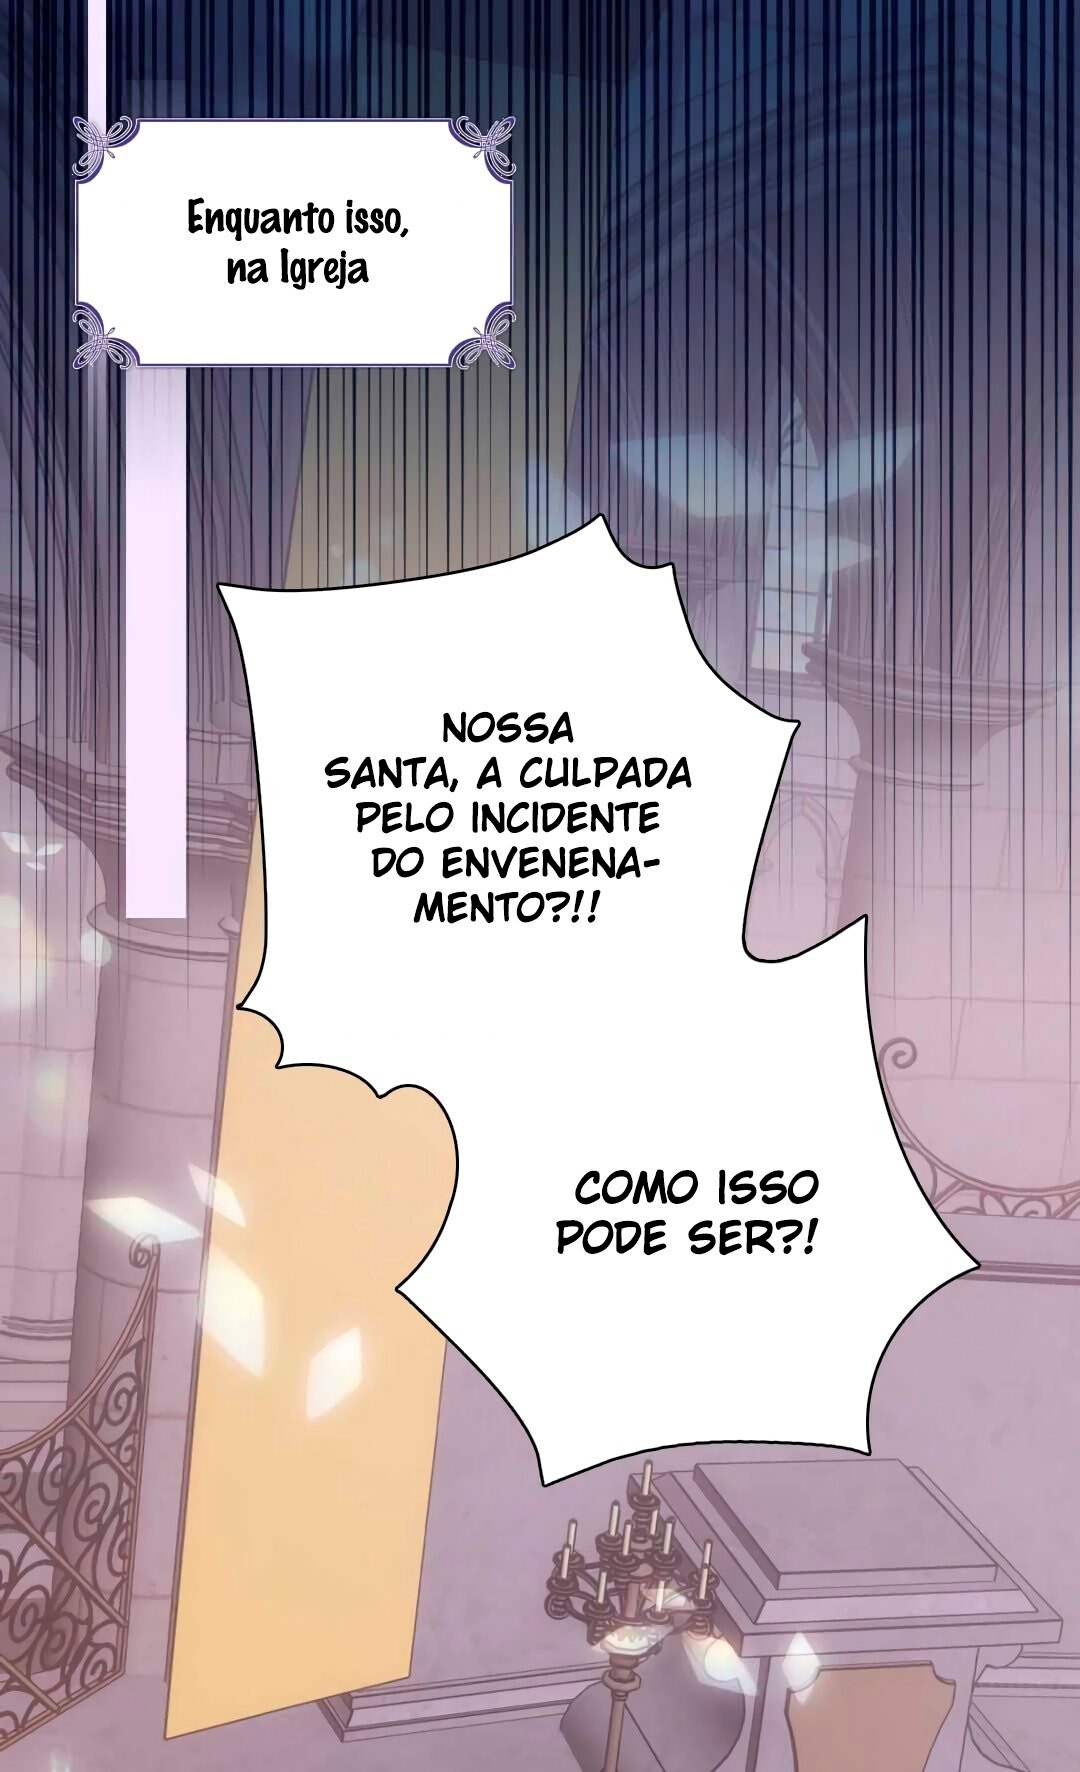 Enquanto isso,
na Igreja
NOSSA
SANTA, A CULPADA
PELO INCIDENTE
DO ENVENENA-
MENTO?!!
COMO ISSO
PODE SER?!